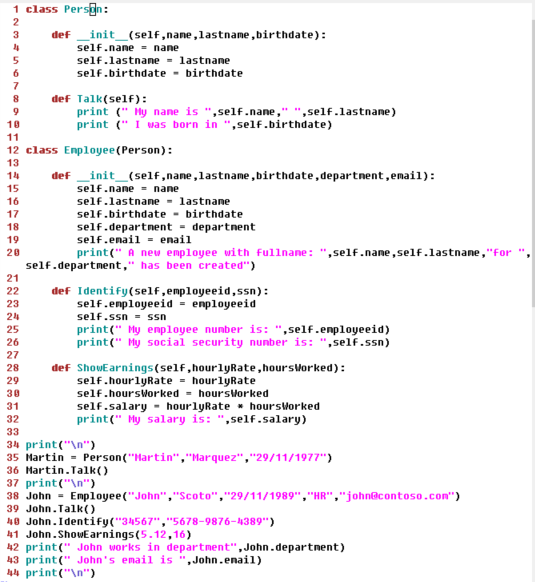 1 class Person:
2
3     def __init__(self,name,lastname,birthdate):
4         self.name = name
5         self.lastname = lastname
6         self.birthdate = birthdate
7
8     def Talk(self):
9         print (" My name is ",self.name," ",self.lastname)
10         print (" I was born in ",self.birthdate)
11
12 class Employee(Person):
13
14     def __init__(self,name,lastname,birthdate,department,email):
15         self.name = name
16         self.lastname = lastname
17         self.birthdate = birthdate
18         self.department = department
19         self.email = email
20         print(" A new employee with fullname: ",self.name,self.lastname,"for ",
self.department," has been created")
21
22     def Identify(self,employeeid,ssn):
23         self.employeeid = employeeid
24         self.ssn = ssn
25         print(" My employee number is: ",self.employeeid)
26         print(" My social security number is: ",self.ssn)
27
28     def ShowEarnings(self,hourlyRate,hoursWorked):
29         self.hourlyRate = hourlyRate
30         self.hoursWorked = hoursWorked
31         self.salary = hourlyRate * hoursWorked
32         print(" My salary is: ",self.salary)
33
34 print("\n")
35 Martin = Person("Martin","Marquez","29/11/1977")
36 Martin.Talk()
37 print("\n")
38 John = Employee("John","Scoto","29/11/1989","HR","john@contoso.com")
39 John.Talk()
40 John.Identify("34567","5678-9876-4389")
41 John.ShowEarnings(5.12,16)
42 print(" John works in department",John.department)
43 print(" John's email is ",John.email)
44 print("\n")